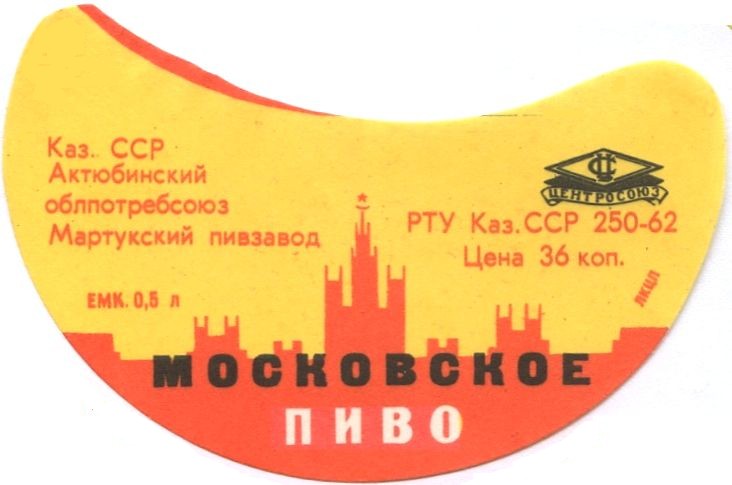 Каз. ССР
Актюбинский
облпотребсоюз
Мартукский пивзавод
ЕМК. 0,5 л
ЦЕНТРОСОЮЗ
РТУ Каз. ССР 250-62
Цена 36 коп.
ЛКЦЛ
МОСКОВСКОЕ
ПИВО